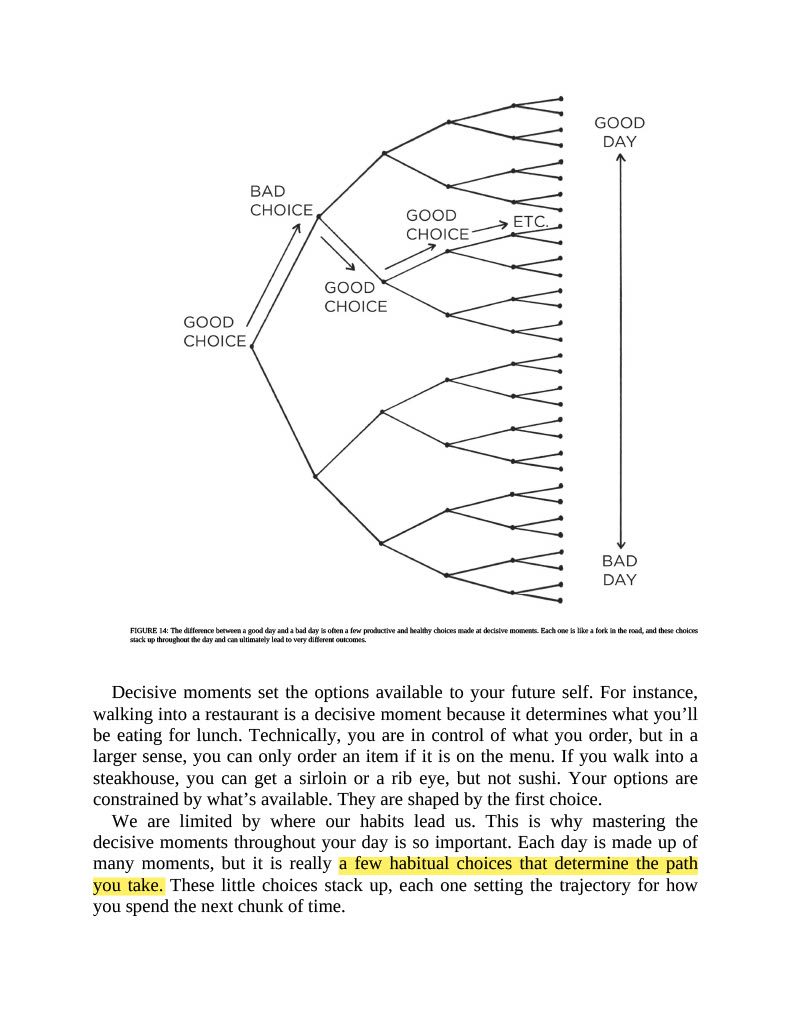 GOOD
DAY
BAD
CHOICE
GOOD
CHOICE
ETC.
GOOD
CHOICE
GOOD
CHOICE
BAD
DAY
FIGURE 14: The difference between a good day and a bad day is often a few productive and healthy choices made at decisive moments. Each one is like a fork in the road, and these choices
stack up throughout the day and can ultimately lead to very different outcomes.
Decisive moments set the options available to your future self. For instance,
walking into a restaurant is a decisive moment because it determines what you’ll
be eating for lunch. Technically, you are in control of what you order, but in a
larger sense, you can only order an item if it is on the menu. If you walk into a
steakhouse, you can get a sirloin or a rib eye, but not sushi. Your options are
constrained by what’s available. They are shaped by the first choice.
We are limited by where our habits lead us. This is why mastering the
decisive moments throughout your day is so important. Each day is made up of
many moments, but it is really a few habitual choices that determine the path
you take. These little choices stack up, each one setting the trajectory for how
you spend the next chunk of time.